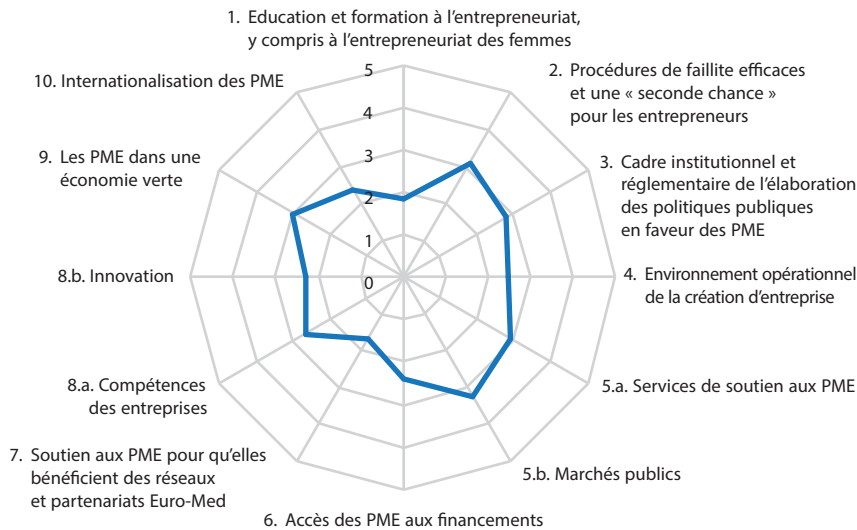 1. Education et formation à l'entrepreneuriat,
y compris à l'entrepreneuriat des femmes
2. Procédures de faillite efficaces
et une « seconde chance »
pour les entrepreneurs
3. Cadre institutionnel et
réglementaire de l'élaboration
des politiques publiques
en faveur des PME
4. Environnement opérationnel
de la création d'entreprise
5.a. Services de soutien aux PME
5.b. Marchés publics
6. Accès des PME aux financements
7. Soutien aux PME pour qu'elles
bénéficient des réseaux
et partenariats Euro-Med
8.a. Compétences
des entreprises
8.b. Innovation
9. Les PME dans une
économie verte
10. Internationalisation des PME
5
4
3
2
1
0